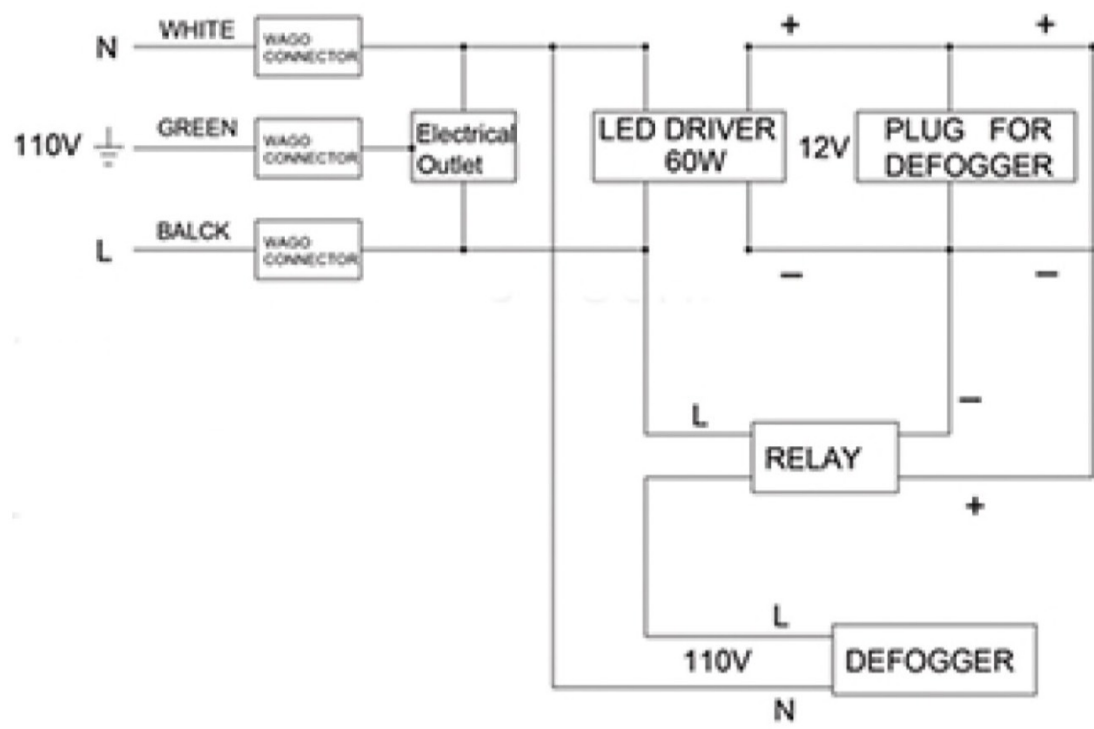 WHITE
N
WAGO
CONNECTOR
+
+
110V
GREEN
WAGO
CONNECTOR
Electrical
Outlet
LED DRIVER
60W
12V
PLUG FOR
DEFOGGER
L
BALCK
WAGO
CONNECTOR
−
−
L
−
RELAY
+
L
110V
DEFOGGER
N